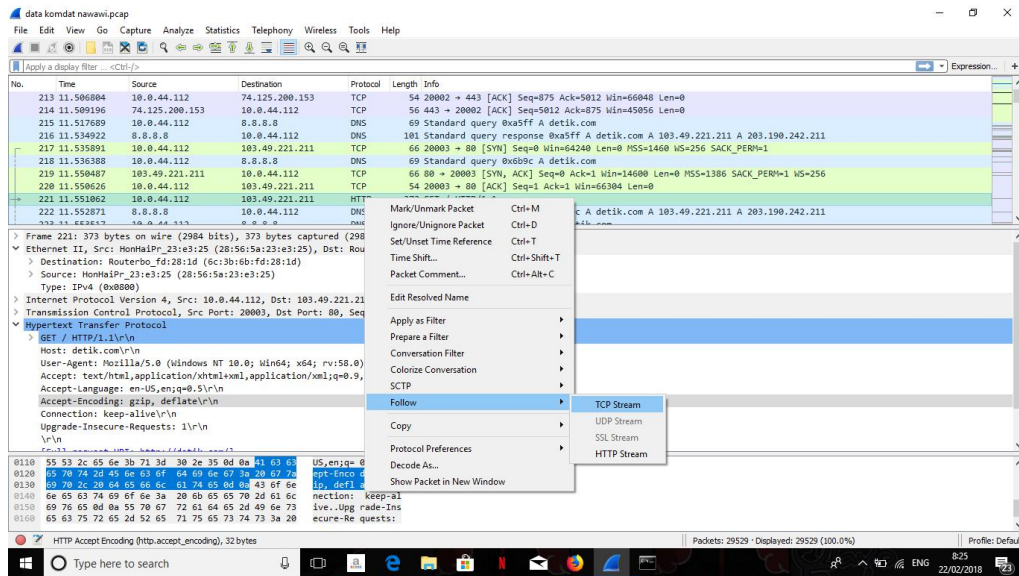 data komdat nawawi.pcap
File Edit View Go Capture Analyze Statistics Telephony Wireless Tools Help
Apply a display filter ... <Ctrl-/> Expression... +
No. Time Source Destination Protocol Length Info
213 11.506804 10.0.44.112 74.125.200.153 TCP 54 20002 → 443 [ACK] Seq=875 Ack=5012 Win=66048 Len=0
214 11.509196 74.125.200.153 10.0.44.112 TCP 56 443 → 20002 [ACK] Seq=5012 Ack=875 Win=45056 Len=0
215 11.517689 10.0.44.112 8.8.8.8 DNS 69 Standard query 0xa5ff A detik.com
216 11.534922 8.8.8.8 10.0.44.112 DNS 101 Standard query response 0xa5ff A detik.com A 103.49.221.211 A 203.190.242.211
217 11.535891 10.0.44.112 103.49.221.211 TCP 66 20003 → 80 [SYN] Seq=0 Win=64240 Len=0 MSS=1460 WS=256 SACK_PERM=1
218 11.536388 10.0.44.112 8.8.8.8 DNS 69 Standard query 0x6b9c A detik.com
219 11.550487 103.49.221.211 10.0.44.112 TCP 66 80 → 20003 [SYN, ACK] Seq=0 Ack=1 Win=14600 Len=0 MSS=1386 SACK_PERM=1 WS=256
220 11.550626 10.0.44.112 103.49.221.211 TCP 54 20003 → 80 [ACK] Seq=1 Ack=1 Win=66304 Len=0
221 11.551062 10.0.44.112 103.49.221.211 HTTP
222 11.552871 8.8.8.8 10.0.44.112 DNS c A detik.com A 103.49.221.211 A 203.190.242.211
Frame 221: 373 bytes on wire (2984 bits), 373 bytes captured (298
Ethernet II, Src: HonHaiPr_23:e3:25 (28:56:5a:23:e3:25), Dst: Rou
Destination: Routerbo_fd:28:1d (6c:3b:6b:fd:28:1d)
Source: HonHaiPr_23:e3:25 (28:56:5a:23:e3:25)
Type: IPv4 (0x0800)
Internet Protocol Version 4, Src: 10.0.44.112, Dst: 103.49.221.21
Transmission Control Protocol, Src Port: 20003, Dst Port: 80, Seq
Hypertext Transfer Protocol
GET / HTTP/1.1\r\n
Host: detik.com\r\n
User-Agent: Mozilla/5.0 (Windows NT 10.0; Win64; x64; rv:58.0)
Accept: text/html,application/xhtml+xml,application/xml;q=0.9,
Accept-Language: en-US,en;q=0.5\r\n
Accept-Encoding: gzip, deflate\r\n
Connection: keep-alive\r\n
Upgrade-Insecure-Requests: 1\r\n
\r\n
Mark/Unmark Packet Ctrl+M
Ignore/Unignore Packet Ctrl+D
Set/Unset Time Reference Ctrl+T
Time Shift... Ctrl+Shift+T
Packet Comment... Ctrl+Alt+C
Edit Resolved Name
Apply as Filter
Prepare a Filter
Conversation Filter
Colorize Conversation
SCTP
Follow
Copy
Protocol Preferences
Decode As...
Show Packet in New Window
TCP Stream
UDP Stream
SSL Stream
HTTP Stream
0110 55 53 2c 65 6e 3b 71 3d 30 2e 35 0d 0a 41 63 63 US,en;q= 0
0120 65 70 74 2d 45 6e 63 6f 64 69 6e 67 3a 20 67 7a ept-Enco d
0130 69 70 2c 20 64 65 66 6c 61 74 65 0d 0a 43 6f 6e ip, defl a
0140 6e 65 63 74 69 6f 6e 3a 20 6b 65 65 70 2d 61 6c nection: keep-al
0150 69 76 65 0d 0a 55 70 67 72 61 64 65 2d 49 6e 73 ive..Upg rade-Ins
0160 65 63 75 72 65 2d 52 65 71 75 65 73 74 73 3a 20 ecure-Re quests:
HTTP Accept Encoding (http.accept_encoding), 32 bytes Packets: 29529 · Displayed: 29529 (100.0%) Profile: Defaul
Type here to search ENG 8:25
22/02/2018 23